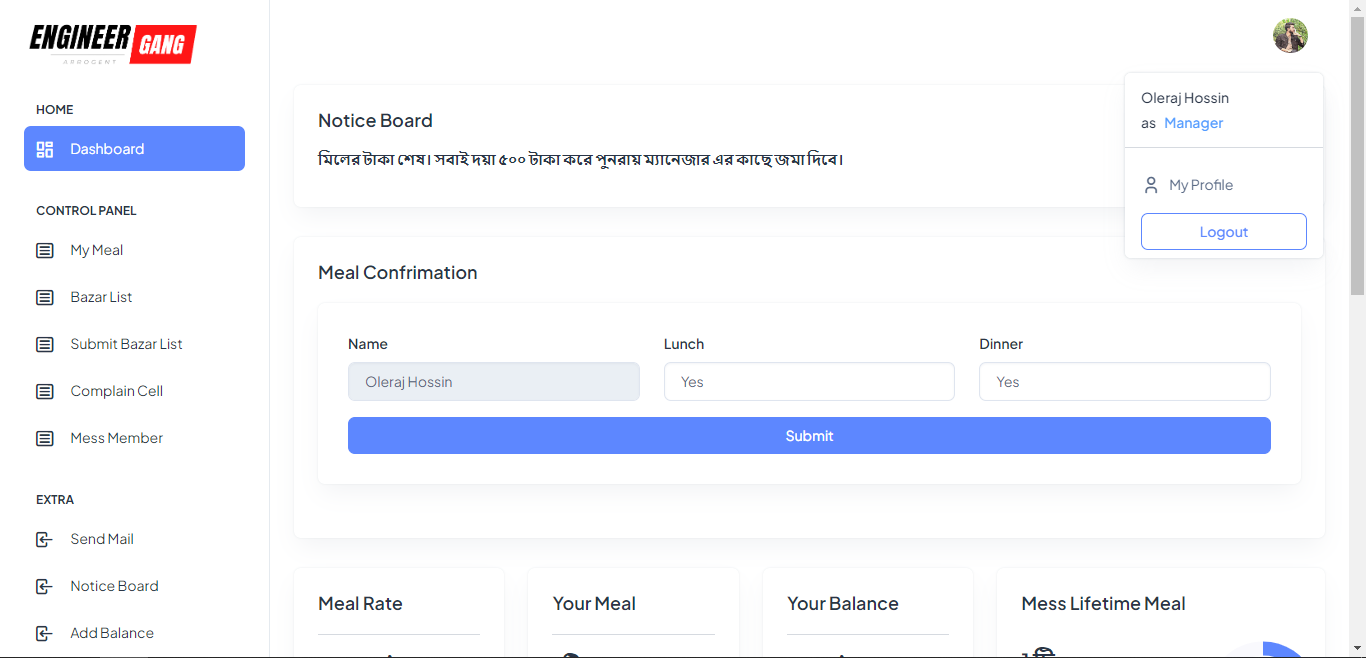 ENGINEER GANG
ARROGENT
HOME
Dashboard
CONTROL PANEL
My Meal
Bazar List
Submit Bazar List
Complain Cell
Mess Member
EXTRA
Send Mail
Notice Board
Add Balance
Oleraj Hossin
as Manager
My Profile
Logout
Notice Board
মিলের টাকা শেষ। সবাই দয়া ৫০০ টাকা করে পুনরায় ম্যানেজার এর কাছে জমা দিবে।
Meal Confrimation
Name
Lunch
Dinner
Oleraj Hossin
Yes
Yes
Submit
Meal Rate
Your Meal
Your Balance
Mess Lifetime Meal